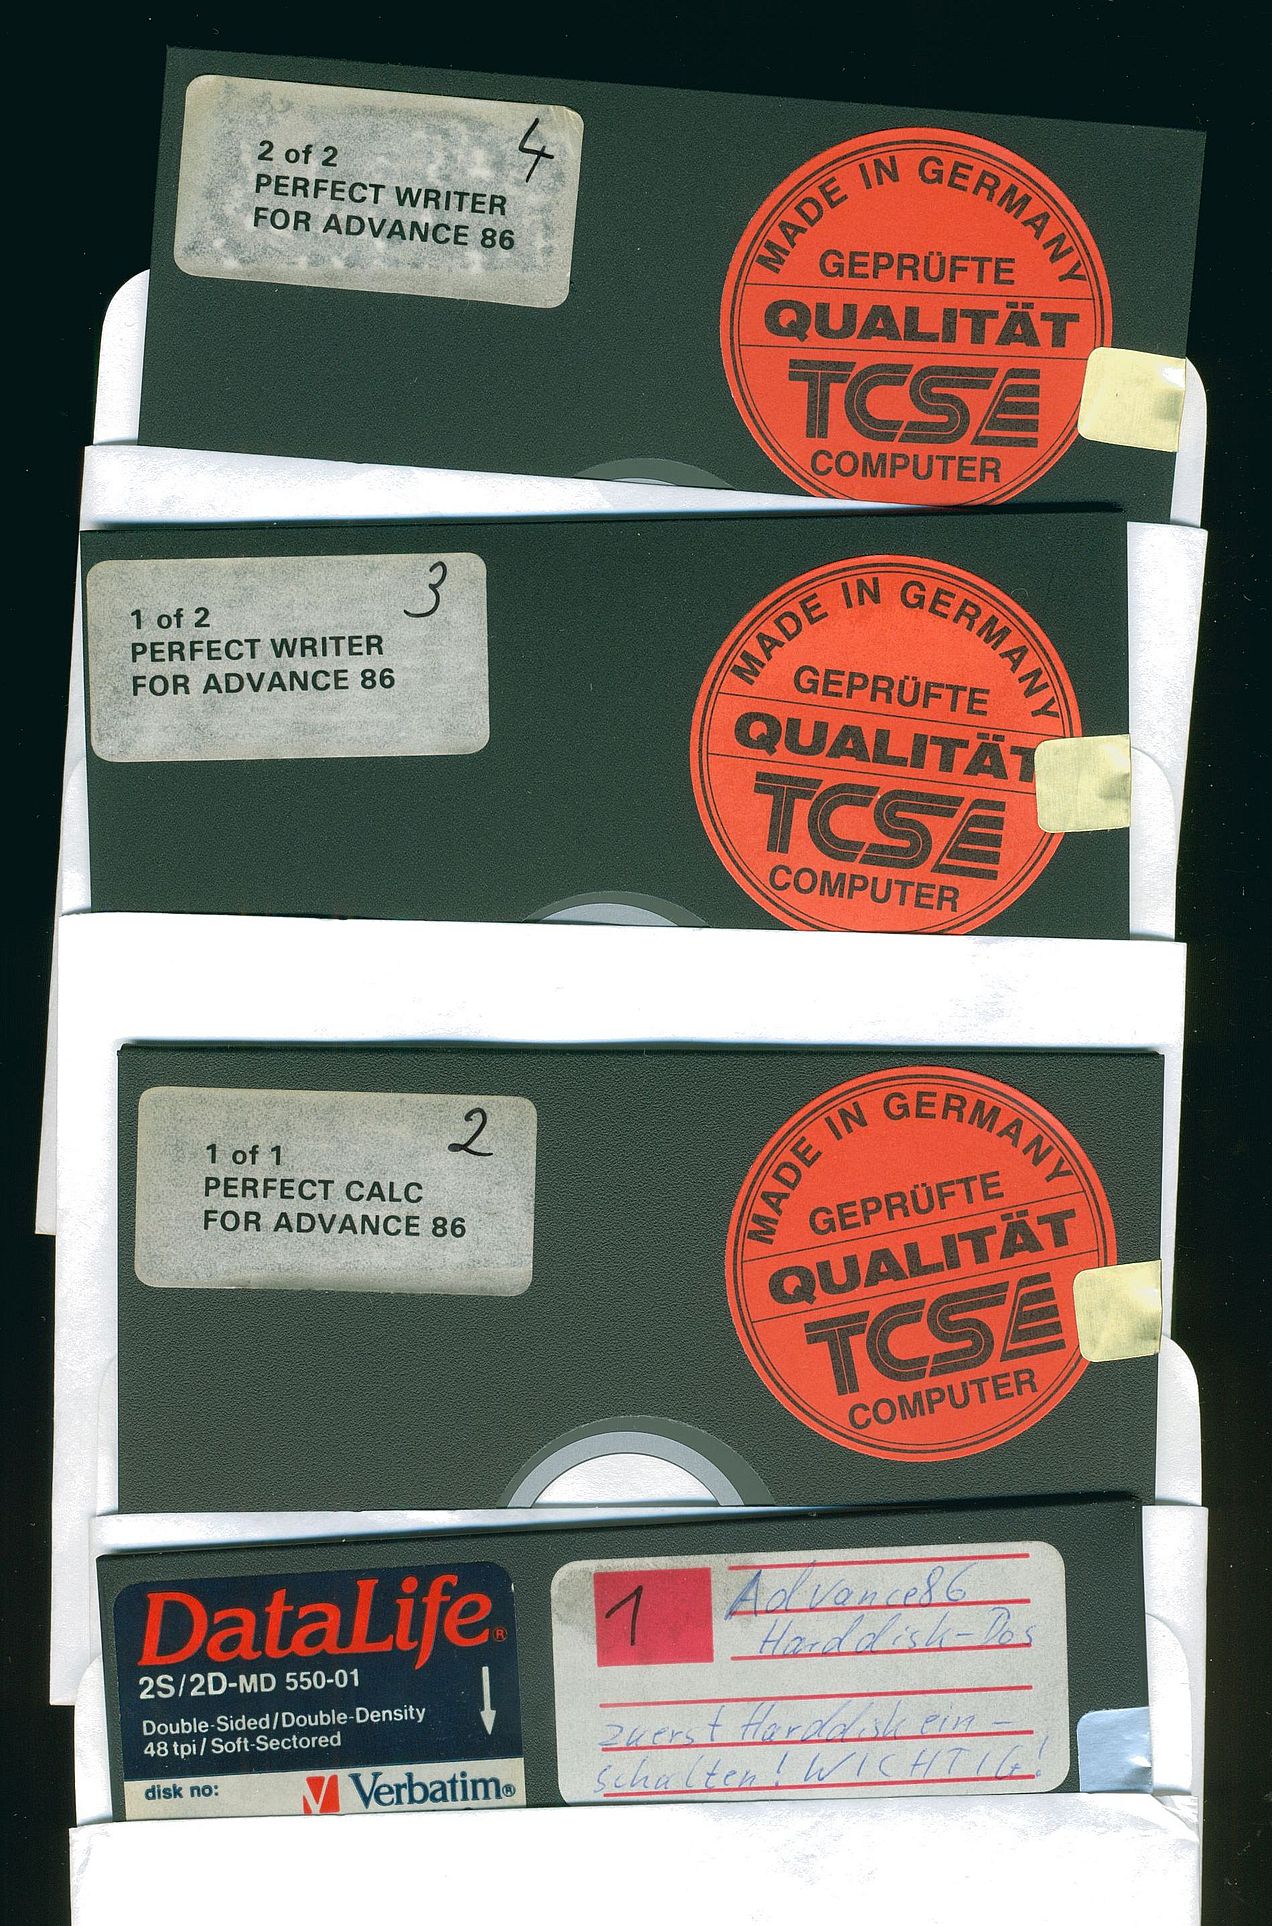 4
2 of 2
PERFECT WRITER
FOR ADVANCE 86
MADE IN GERMANY
GEPRÜFTE
QUALITÄT
TCSE
COMPUTER
3
1 of 2
PERFECT WRITER
FOR ADVANCE 86
MADE IN GERMANY
GEPRÜFTE
QUALITÄT
TCSE
COMPUTER
2
1 of 1
PERFECT CALC
FOR ADVANCE 86
MADE IN GERMANY
GEPRÜFTE
QUALITÄT
TCSE
COMPUTER
DataLife®
2S/2D-MD 550-01
Double-Sided/Double-Density
48 tpi/Soft-Sectored
disk no:
Verbatim®
1
Advance86
Harddisk-Dos
zuerst Harddisk ein-
schalten! WICHTIG!